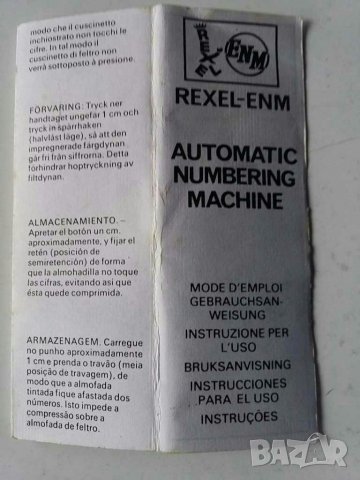 modo che il cuscinetto
inchiostrato non tocchi le
cifre. In tal modo il
cuscinetto di feltro non
verrà sottoposto à presione.
FÖRVARING: Tryck ner
handtaget ungefär 1 cm och
tryck in spärrhaken
(halvlåst läge), så att den
impregnerade färgdynan
går fri från siffrorna. Detta
förhindrar hoptryckning av
filtdynan.
ALMACENAMIENTO. –
Apretar el botón un cm.
aproximadamente, y fijar el
retén (posición de
semiretención) de forma
que la almohadilla no toque
las cifras, evitando asi que
ésta quede comprimida.
ARMAZENAGEM. Carregue
no punho aproximadamente
1 cm e prenda o travão (meia
posição de travagem), de
modo que a almofada
tintada fique afastada dos
números. Isto impede a
compressão sobre a
almofada de feltro.
REXEL
ENM
REXEL-ENM
AUTOMATIC
NUMBERING
MACHINE
MODE D'EMPLOI
GEBRAUCHSAN-
WEISUNG
INSTRUZIONE PER
L'USO
BRUKSANVISNING
INSTRUCCIONES
PARA EL USO
INSTRUÇÕES
BAZAR.bg